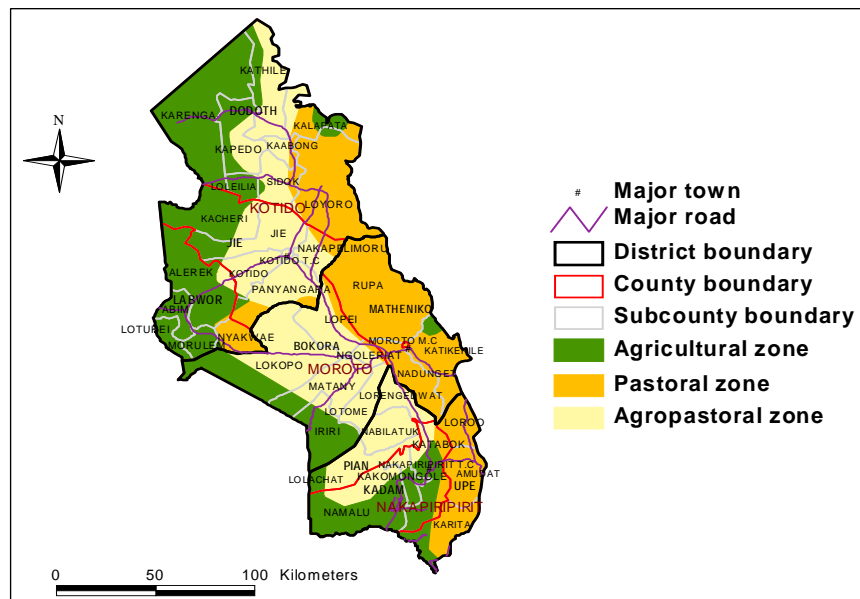 KATHILE
KARENGA
DODOTH
KALAPATA
KAPEDO
KAABONG
SIDOK
LOLEILIA
KOTIDO
LOYORO
KACHERI
JIE
JIE
NAKAPELIMORU
KOTIDO T.C
ALEREK
KOTIDO
RUPA
PANYANGARA
LABWOR
ABIM
MATHENIKO
LOPEI
LOTUKEI
NYAKWAE
MORULEM
BOKORA
MOROTO M.C
KATIKEKILE
NGOLERIAT
LOKOPO
MOROTO
NADUNGET
MATANY
LORENGEDWAT
LOTOME
IRIRI
NABILATUK
LOROO
KATABOK
PIAN
NAKAPIRIPIRIT T.C
LOLACHAT
KAKOMONGOLE
AMUDAT
KADAM
UPE
NAMALU
NAKAPIRIPIRIT
KARITA
N
# Major town
Major road
District boundary
County boundary
Subcounty boundary
Agricultural zone
Pastoral zone
Agropastoral zone
0 50 100 Kilometers